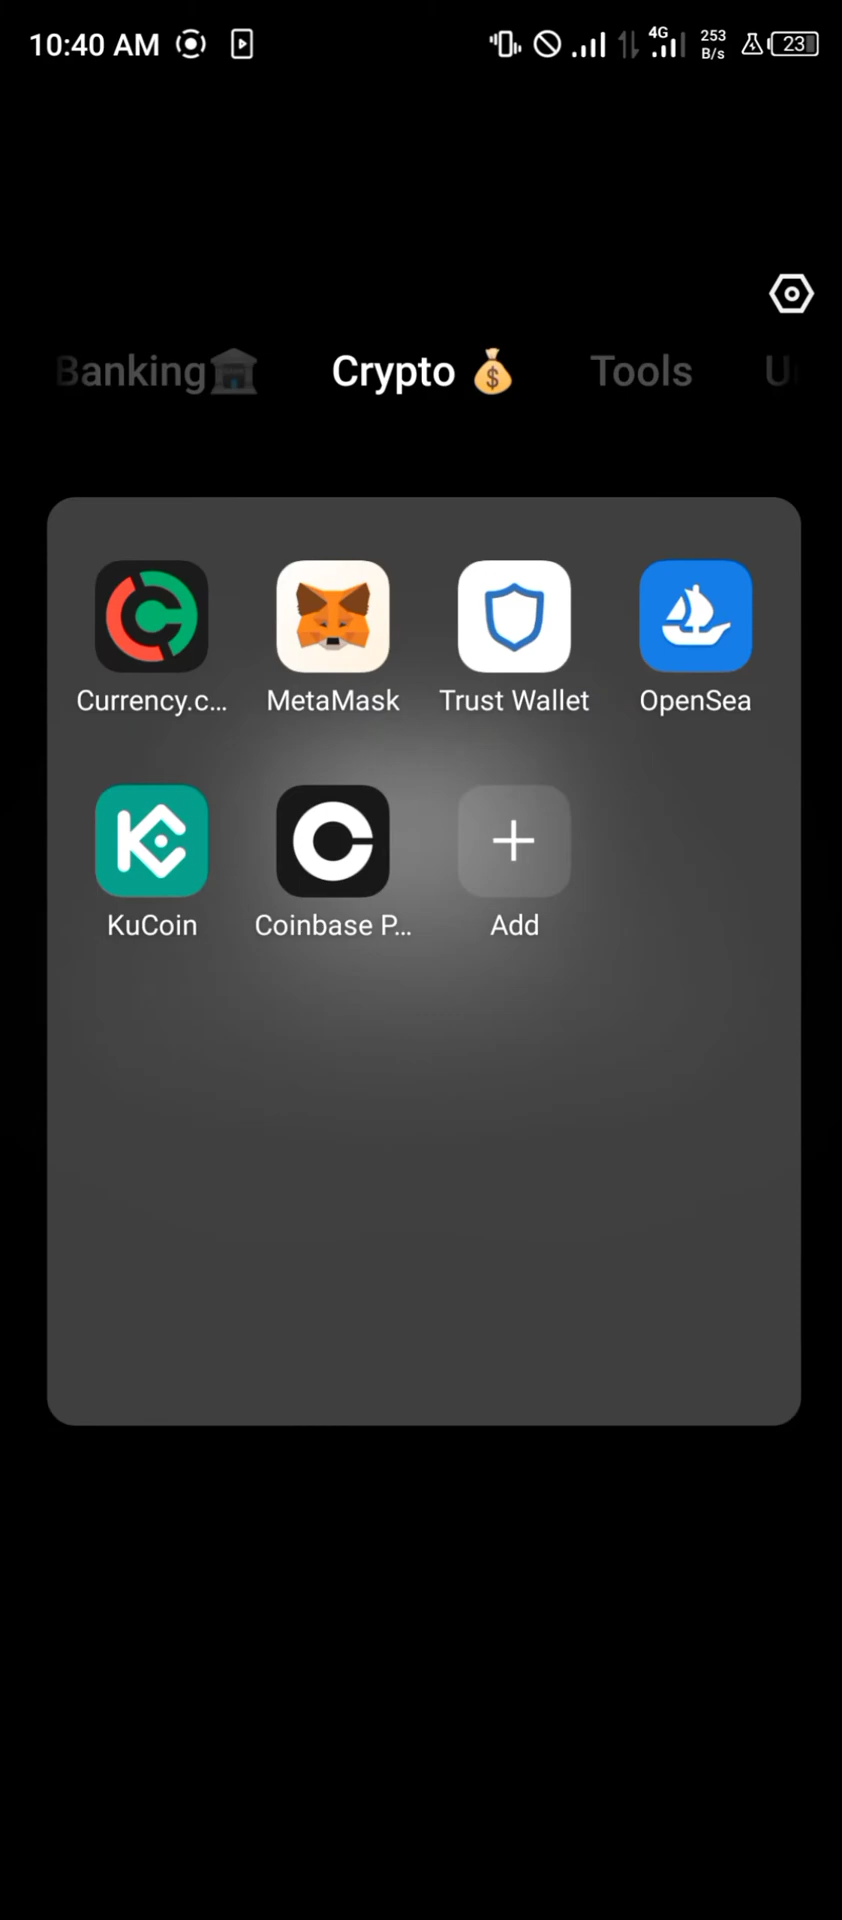 10:40 AM 4G 253 B/s 23
Banking🏦 Crypto 💰 Tools
Currency.c... MetaMask Trust Wallet OpenSea
KuCoin Coinbase P... Add